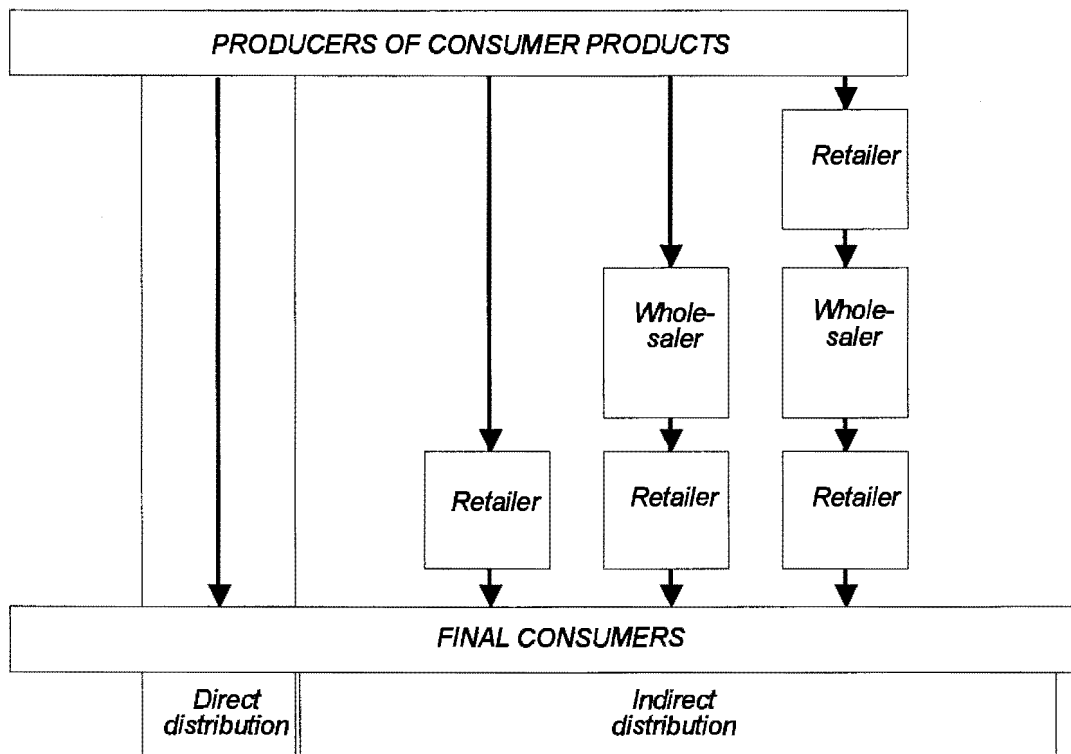 PRODUCERS OF CONSUMER PRODUCTS
Retailer
Whole-
saler
Whole-
saler
Retailer
Retailer
Retailer
FINAL CONSUMERS
Direct
distribution
Indirect
distribution